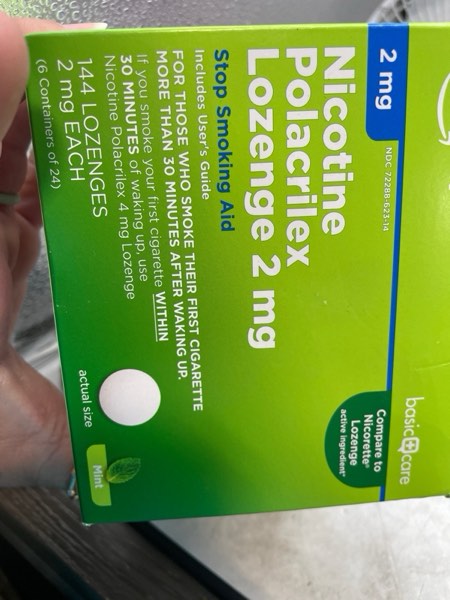 basic care
Compare to
Nicorette®
Lozenge
active ingredient*
2 mg
NDC 72288-623-14
Nicotine
Polacrilex
Lozenge 2 mg
Stop Smoking Aid
Includes User's Guide
FOR THOSE WHO SMOKE THEIR FIRST CIGARETTE
MORE THAN 30 MINUTES AFTER WAKING UP.
If you smoke your first cigarette WITHIN
30 MINUTES of waking up, use
Nicotine Polacrilex 4 mg Lozenge
144 LOZENGES
2 mg EACH
(6 Containers of 24)
actual size
Mint